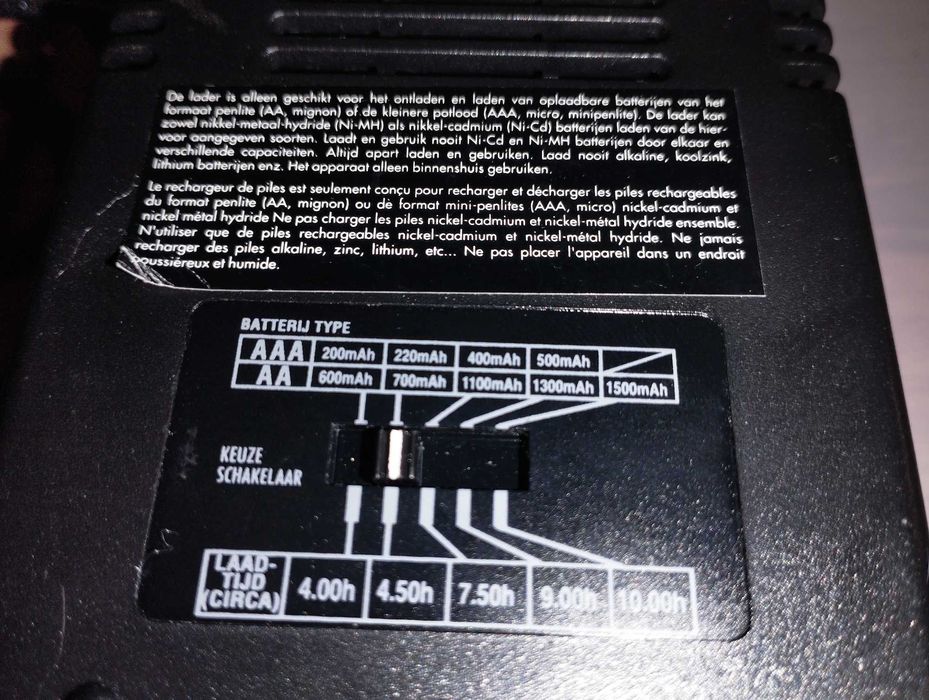 De lader is alleen geschikt voor het ontladen en laden van oplaadbare batterijen van het
formaat penlite (AA, mignon) of de kleinere potlood (AAA, micro, minipenlite). De lader kan
zowel nikkel-metaal-hydride (Ni-MH) als nikkel-cadmium (Ni-Cd) batterijen laden van de hier-
voor aangegeven soorten. Laadt en gebruik nooit Ni-Cd en Ni-MH batterijen door elkaar en
verschillende capaciteiten. Altijd apart laden en gebruiken. Laad nooit alkaline, koolzink,
lithium batterijen enz. Het apparaat alleen binnenshuis gebruiken.
Le rechargeur de piles est seulement conçu pour recharger et décharger les piles rechargeables
du format penlite (AA, mignon) ou dè format mini-penlites (AAA, micro) nickel-cadmium et
nickel métal hydride Ne pas charger les piles nickel-cadmium et nickel-métal hydride ensemble.
N'utiliser que de piles rechargeables nickel-cadmium et nickel-métal hydride. Ne jamais
recharger des piles alkaline, zinc, lithium, etc... Ne pas placer l'appareil dans un endroit
poussiéreux et humide.
BATTERIJ TYPE
AAA 200mAh 220mAh 400mAh 500mAh
AA 600mAh 700mAh 1100mAh 1300mAh 1500mAh
KEUZE
SCHAKELAAR
LAAD-
TIJD
(CIRCA) 4.00h 4.50h 7.50h 9.00h 10.00h